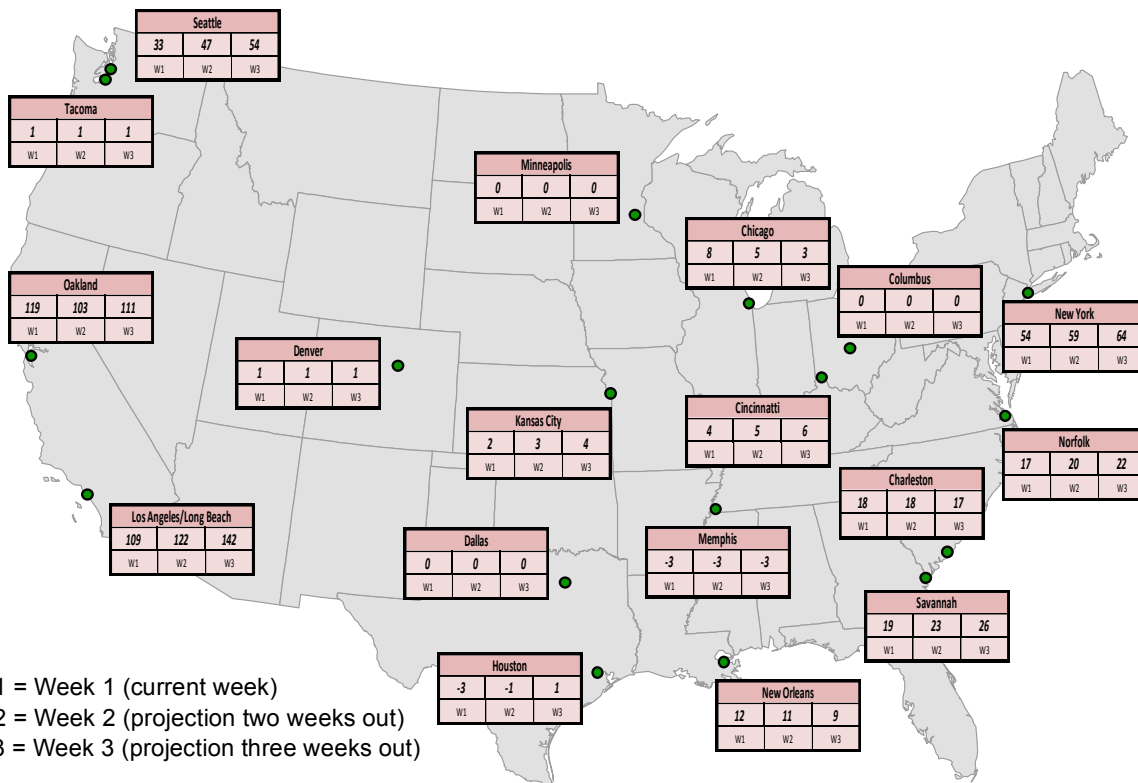 Seattle
33 47 54
W1 W2 W3
Tacoma
1 1 1
W1 W2 W3
Minneapolis
0 0 0
W1 W2 W3
Chicago
8 5 3
W1 W2 W3
Columbus
0 0 0
W1 W2 W3
Oakland
119 103 111
W1 W2 W3
New York
54 59 64
W1 W2 W3
Denver
1 1 1
W1 W2 W3
Kansas City
2 3 4
W1 W2 W3
Cincinnatti
4 5 6
W1 W2 W3
Norfolk
17 20 22
W1 W2 W3
Charleston
18 18 17
W1 W2 W3
Los Angeles/Long Beach
109 122 142
W1 W2 W3
Dallas
0 0 0
W1 W2 W3
Memphis
-3 -3 -3
W1 W2 W3
Savannah
19 23 26
W1 W2 W3
Houston
-3 -1 1
W1 W2 W3
New Orleans
12 11 9
W1 W2 W3
1 = Week 1 (current week)
2 = Week 2 (projection two weeks out)
3 = Week 3 (projection three weeks out)